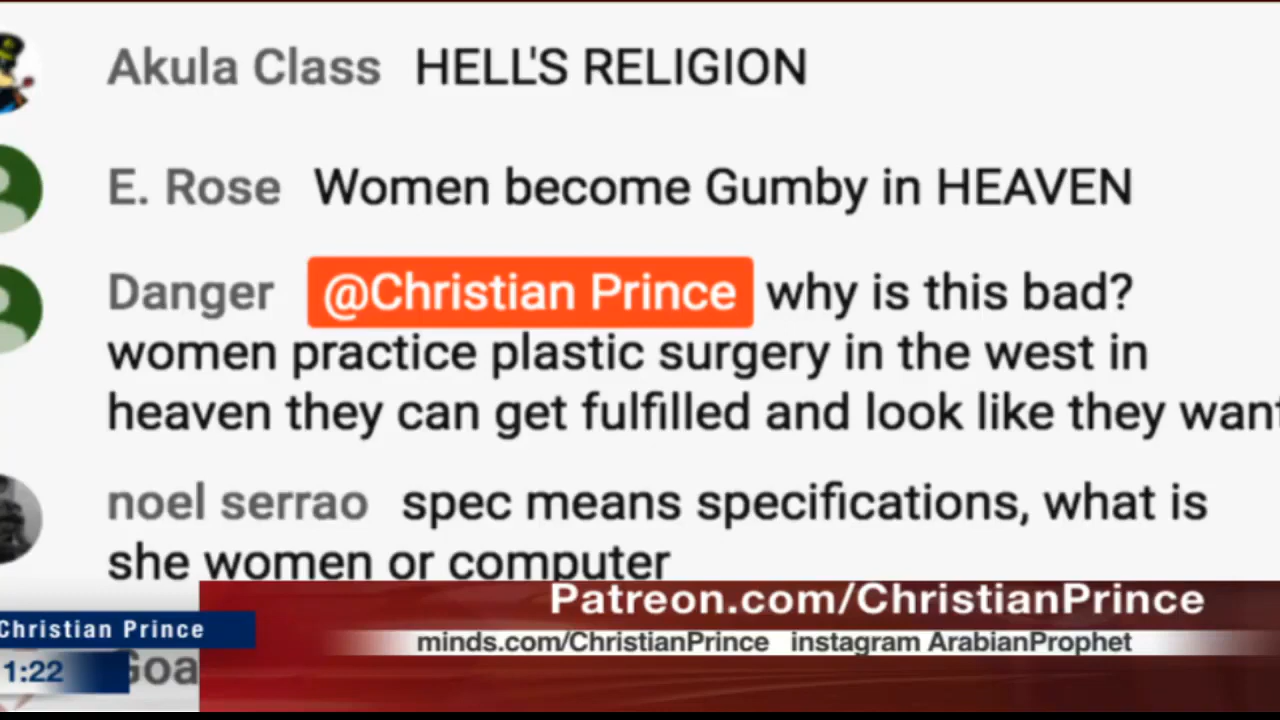 Akula Class HELL'S RELIGION
E. Rose Women become Gumby in HEAVEN
Danger @Christian Prince why is this bad?
women practice plastic surgery in the west in
heaven they can get fulfilled and look like they want
noel serrao spec means specifications, what is
she women or computer
Patreon.com/ChristianPrince
Christian Prince
minds.com/ChristianPrince instagram ArabianProphet
1:22
Goa